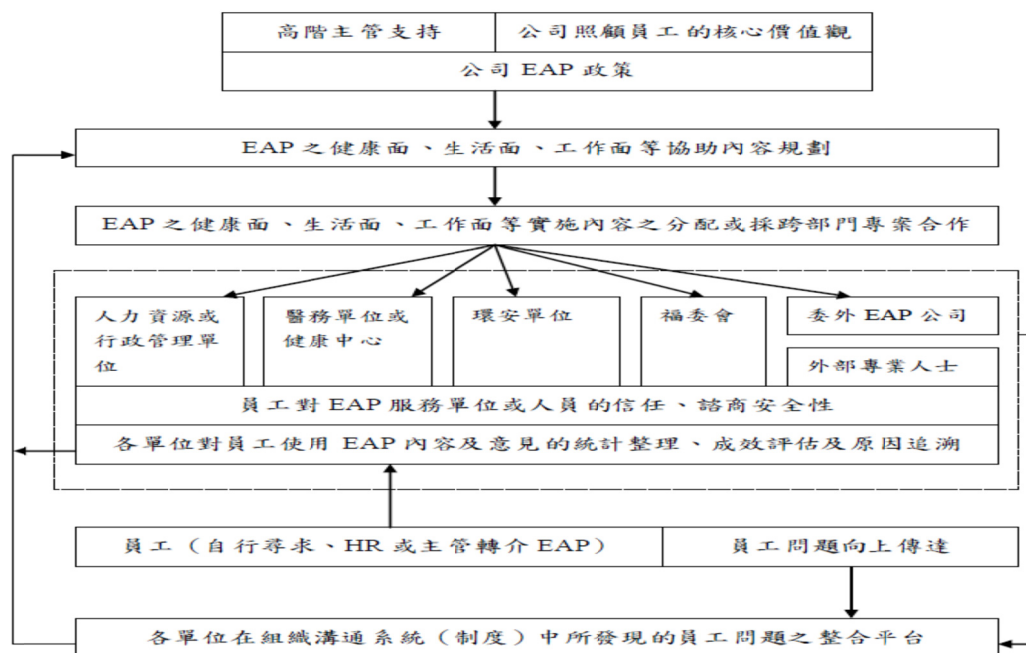 高階主管支持
公司照顧員工的核心價值觀
公司 EAP 政策
EAP 之健康面、生活面、工作面等協助內容規劃
EAP 之健康面、生活面、工作面等實施內容之分配或採跨部門專案合作
人力資源或
行政管理單
位
醫務單位或
健康中心
環安單位
福委會
委外 EAP 公司
外部專業人士
員工對 EAP 服務單位或人員的信任、諮商安全性
各單位對員工使用 EAP 內容及意見的統計整理、成效評估及原因追溯
員工（自行尋求、HR 或主管轉介 EAP）
員工問題向上傳達
各單位在組織溝通系統（制度）中所發現的員工問題之整合平台